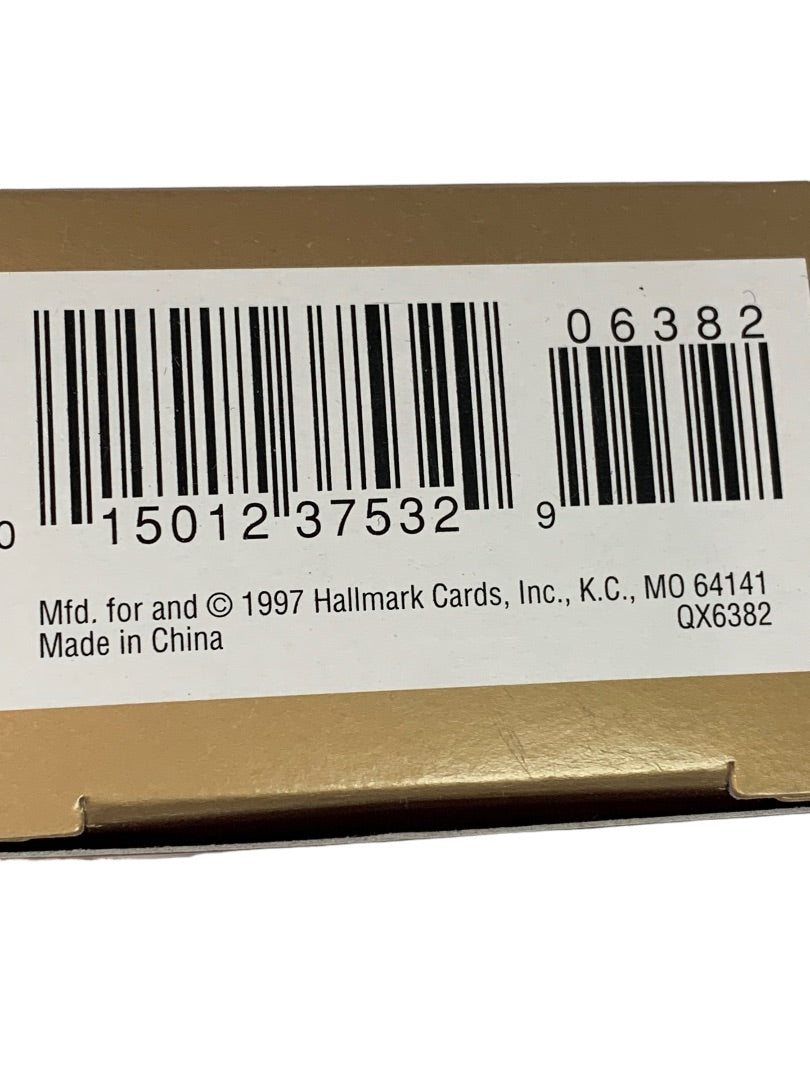 06382
0 15012 37532 9
Mfd. for and © 1997 Hallmark Cards, Inc., K.C., MO 64141
QX6382
Made in China